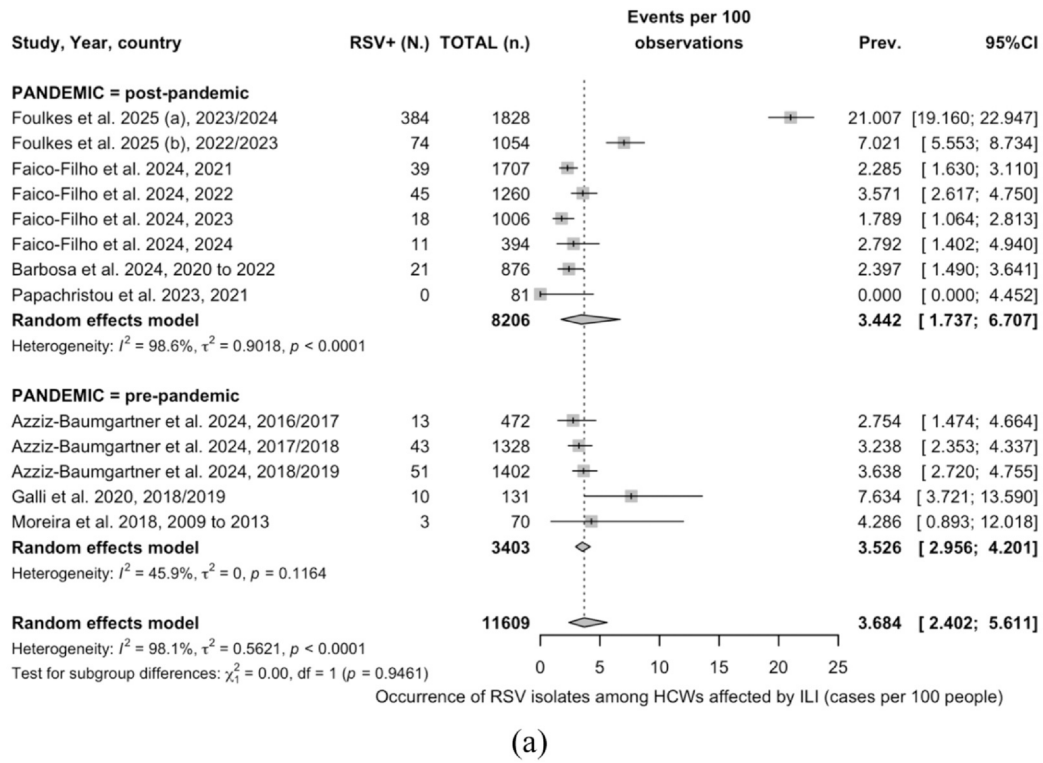 Events per 100
Study, Year, country RSV+ (N.) TOTAL (n.) observations Prev. 95%CI
PANDEMIC = post-pandemic
Foulkes et al. 2025 (a), 2023/2024 384 1828 21.007 [19.160; 22.947]
Foulkes et al. 2025 (b), 2022/2023 74 1054 7.021 [ 5.553; 8.734]
Faico-Filho et al. 2024, 2021 39 1707 2.285 [ 1.630; 3.110]
Faico-Filho et al. 2024, 2022 45 1260 3.571 [ 2.617; 4.750]
Faico-Filho et al. 2024, 2023 18 1006 1.789 [ 1.064; 2.813]
Faico-Filho et al. 2024, 2024 11 394 2.792 [ 1.402; 4.940]
Barbosa et al. 2024, 2020 to 2022 21 876 2.397 [ 1.490; 3.641]
Papachristou et al. 2023, 2021 0 81 0.000 [ 0.000; 4.452]
Random effects model 8206 3.442 [ 1.737; 6.707]
Heterogeneity: I² = 98.6%, τ² = 0.9018, p < 0.0001
PANDEMIC = pre-pandemic
Azziz-Baumgartner et al. 2024, 2016/2017 13 472 2.754 [ 1.474; 4.664]
Azziz-Baumgartner et al. 2024, 2017/2018 43 1328 3.238 [ 2.353; 4.337]
Azziz-Baumgartner et al. 2024, 2018/2019 51 1402 3.638 [ 2.720; 4.755]
Galli et al. 2020, 2018/2019 10 131 7.634 [ 3.721; 13.590]
Moreira et al. 2018, 2009 to 2013 3 70 4.286 [ 0.893; 12.018]
Random effects model 3403 3.526 [ 2.956; 4.201]
Heterogeneity: I² = 45.9%, τ² = 0, p = 0.1164
Random effects model 11609 3.684 [ 2.402; 5.611]
Heterogeneity: I² = 98.1%, τ² = 0.5621, p < 0.0001
Test for subgroup differences: χ²₁ = 0.00, df = 1 (p = 0.9461)
0 5 10 15 20 25
Occurrence of RSV isolates among HCWs affected by ILI (cases per 100 people)
(a)